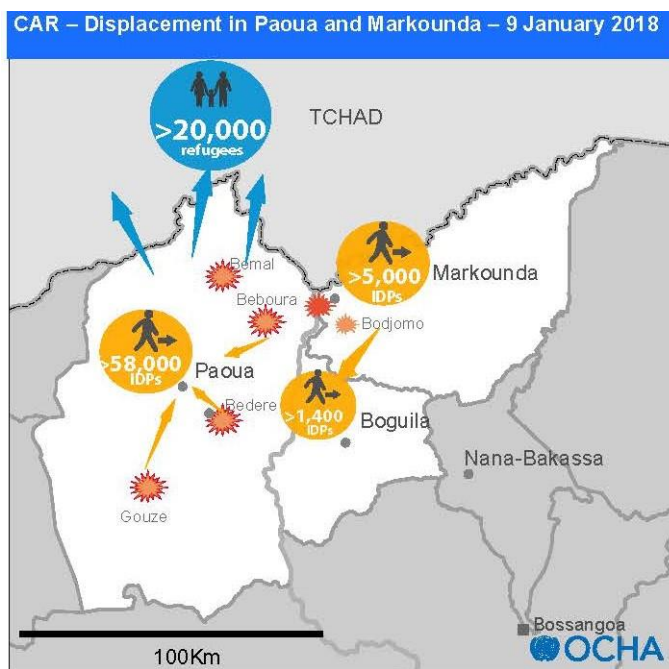 CAR – Displacement in Paoua and Markounda – 9 January 2018
>20,000
refugees
TCHAD
Bemal
>5,000
IDPs
Markounda
Beboura
Bodjomo
>58,000
IDPs
Paoua
Bedere
>1,400
IDPs
Boguila
Nana-Bakassa
Gouze
Bossangoa
OCHA
100Km